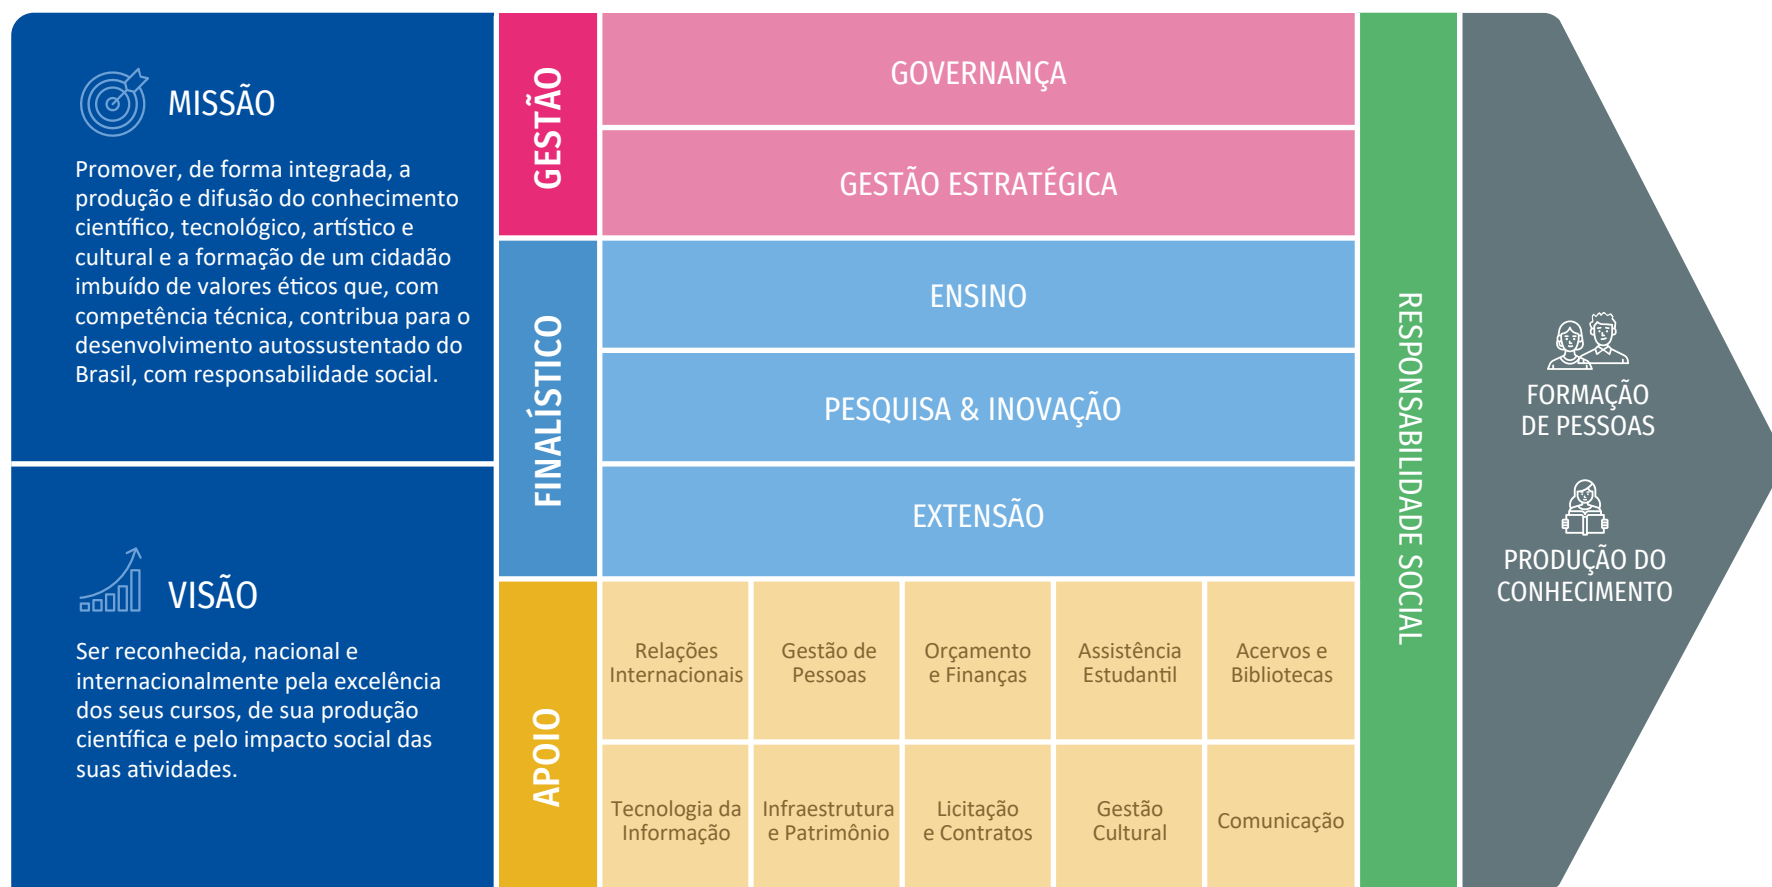 MISSÃO
Promover, de forma integrada, a
produção e difusão do conhecimento
científico, tecnológico, artístico e
cultural e a formação de um cidadão
imbuído de valores éticos que, com
competência técnica, contribua para o
desenvolvimento autossustentado do
Brasil, com responsabilidade social.
VISÃO
Ser reconhecida, nacional e
internacionalmente pela excelência
dos seus cursos, de sua produção
científica e pelo impacto social das
suas atividades.
GESTÃO
GOVERNANÇA
GESTÃO ESTRATÉGICA
FINALÍSTICO
ENSINO
PESQUISA & INOVAÇÃO
EXTENSÃO
APOIO
Relações
Internacionais
Gestão de
Pessoas
Orçamento
e Finanças
Assistência
Estudantil
Acervos e
Bibliotecas
Tecnologia da
Informação
Infraestrutura
e Patrimônio
Licitação
e Contratos
Gestão
Cultural
Comunicação
RESPONSABILIDADE SOCIAL
FORMAÇÃO
DE PESSOAS
PRODUÇÃO DO
CONHECIMENTO